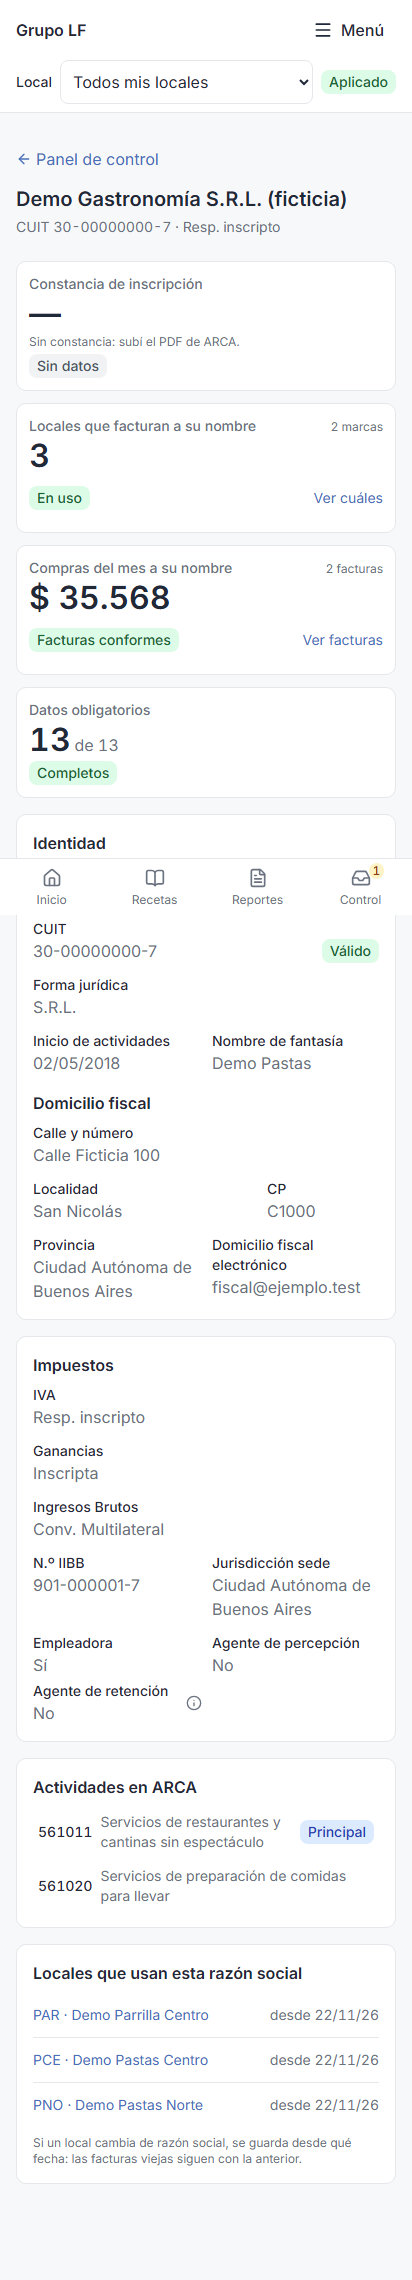 Grupo LF
Menú
Local
Todos mis locales
Aplicado
← Panel de control
Demo Gastronomía S.R.L. (ficticia)
CUIT 30-00000000-7 · Resp. inscripto
Constancia de inscripción
—
Sin constancia: subí el PDF de ARCA.
Sin datos
Locales que facturan a su nombre
2 marcas
3
En uso
Ver cuáles
Compras del mes a su nombre
2 facturas
$ 35.568
Facturas conformes
Ver facturas
Datos obligatorios
13 de 13
Completos
Identidad
Inicio
Recetas
Reportes
Control
1
CUIT
30-00000000-7
Válido
Forma jurídica
S.R.L.
Inicio de actividades
02/05/2018
Nombre de fantasía
Demo Pastas
Domicilio fiscal
Calle y número
Calle Ficticia 100
Localidad
San Nicolás
CP
C1000
Provincia
Ciudad Autónoma de
Buenos Aires
Domicilio fiscal
electrónico
fiscal@ejemplo.test
Impuestos
IVA
Resp. inscripto
Ganancias
Inscripta
Ingresos Brutos
Conv. Multilateral
N.º IIBB
901-000001-7
Jurisdicción sede
Ciudad Autónoma de
Buenos Aires
Empleadora
Sí
Agente de percepción
No
Agente de retención
No
Actividades en ARCA
561011
Servicios de restaurantes y
cantinas sin espectáculo
Principal
561020
Servicios de preparación de comidas
para llevar
Locales que usan esta razón social
PAR · Demo Parrilla Centro
desde 22/11/26
PCE · Demo Pastas Centro
desde 22/11/26
PNO · Demo Pastas Norte
desde 22/11/26
Si un local cambia de razón social, se guarda desde qué
fecha: las facturas viejas siguen con la anterior.